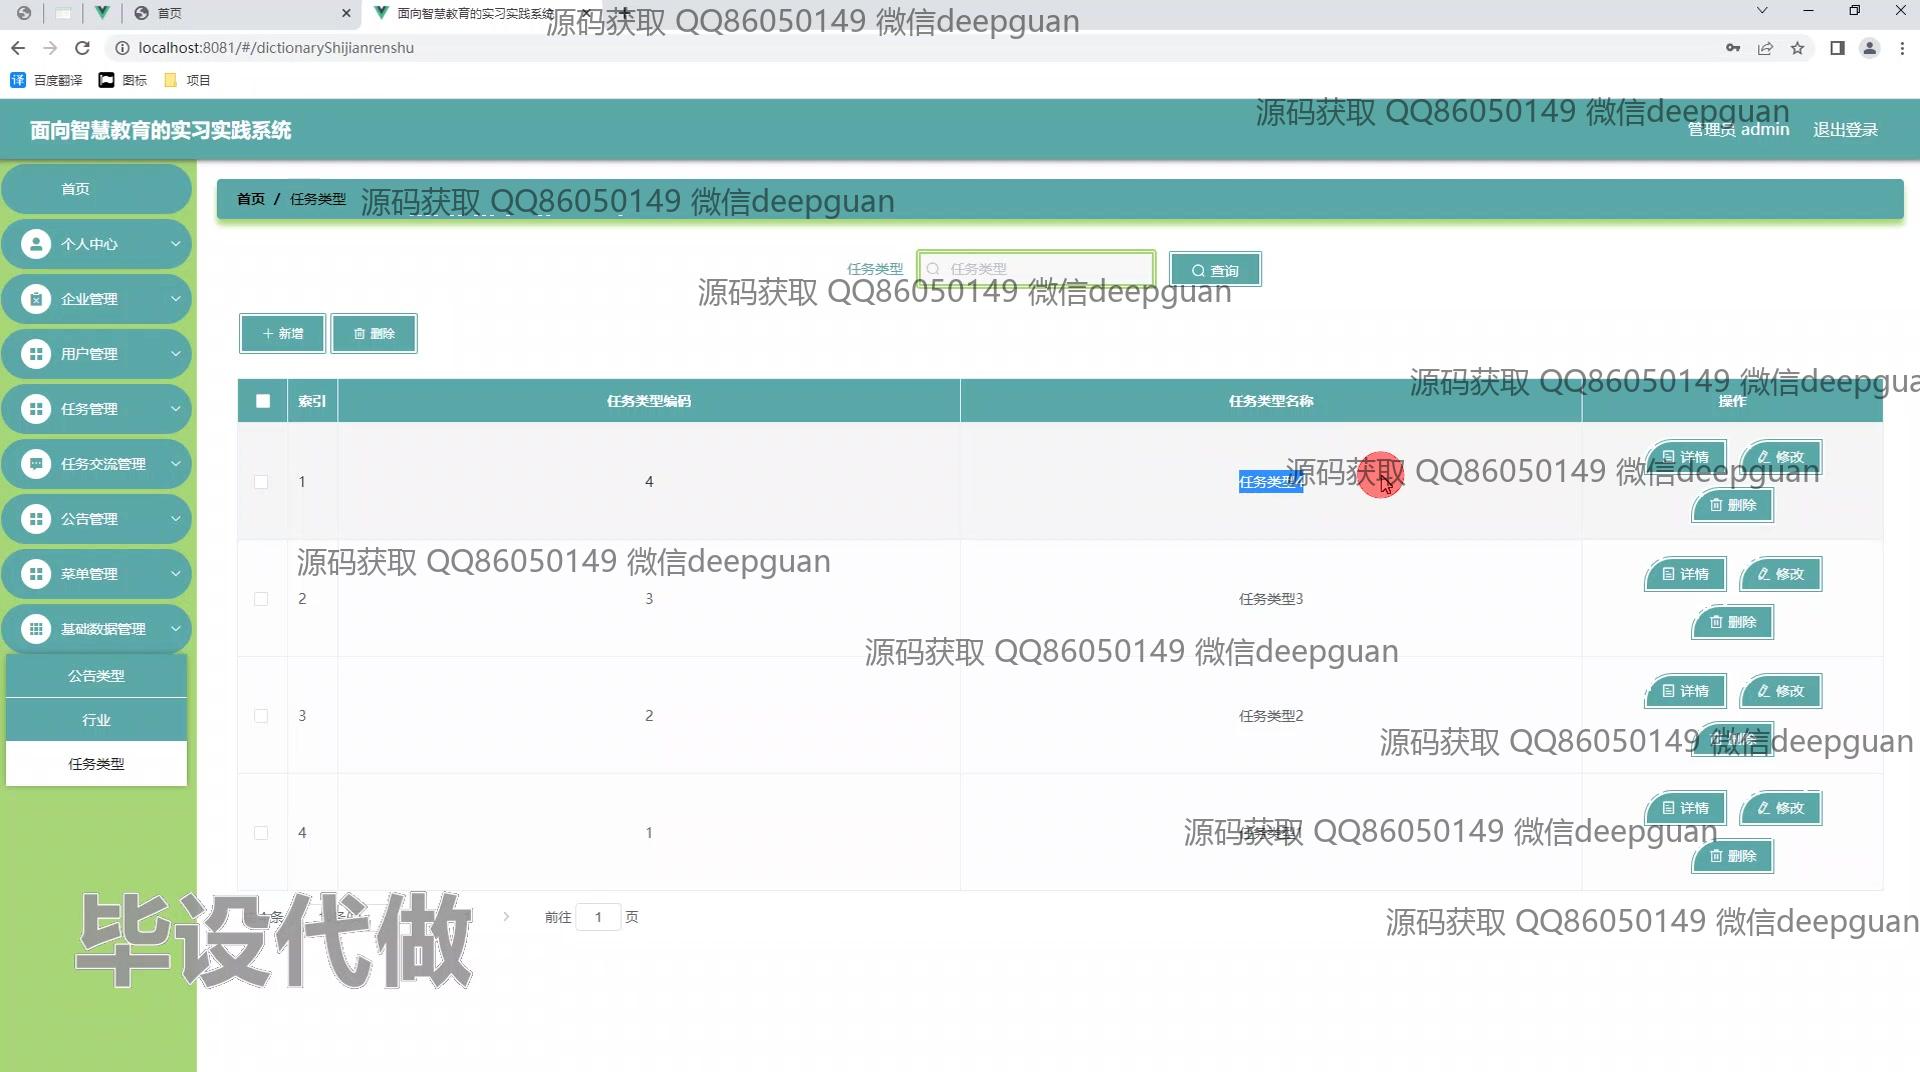 首页
面向智慧教育的实习实践系统
源码获取 QQ86050149 微信deepguan
localhost:8081/#/dictionaryShijianrenshu
百度翻译
图标
项目
面向智慧教育的实习实践系统
源码获取 QQ86050149 微信deepguan
管理员 admin
退出登录
首页
首页 / 任务类型
源码获取 QQ86050149 微信deepguan
个人中心
任务类型
任务类型
查询
源码获取 QQ86050149 微信deepguan
企业管理
新增
删除
用户管理
源码获取 QQ86050149 微信deepgua
索引
任务类型编码
任务类型名称
操作
任务管理
任务交流管理
1
4
任务类型
源码获取 QQ86050149 微信deepguan
详情
修改
删除
公告管理
源码获取 QQ86050149 微信deepguan
菜单管理
2
3
任务类型3
详情
修改
删除
基础数据管理
源码获取 QQ86050149 微信deepguan
公告类型
行业
3
2
任务类型2
详情
修改
源码获取 QQ86050149 微信deepguan
任务类型
4
1
源码获取 QQ86050149 微信deepguan
详情
修改
删除
前往
1
页
源码获取 QQ86050149 微信deepguan
毕设代做